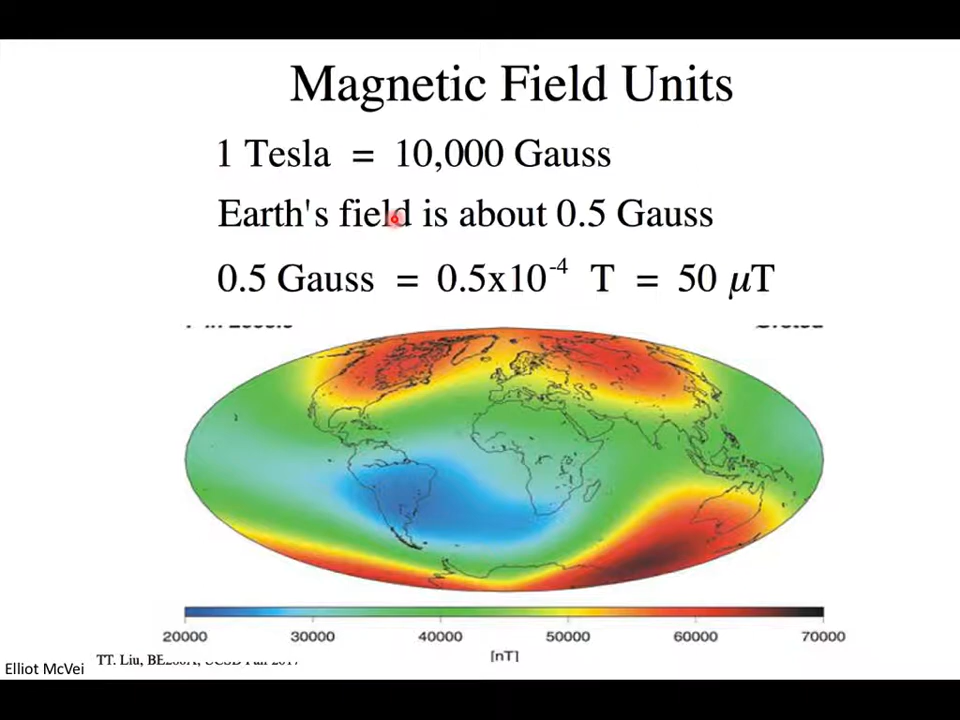 Magnetic Field Units
1 Tesla = 10,000 Gauss
Earth's field is about 0.5 Gauss
0.5 Gauss = 0.5x10⁻⁴ T = 50 µT
20000 30000 40000 50000 60000 70000
[nT]
TT. Liu,
Elliot McVei